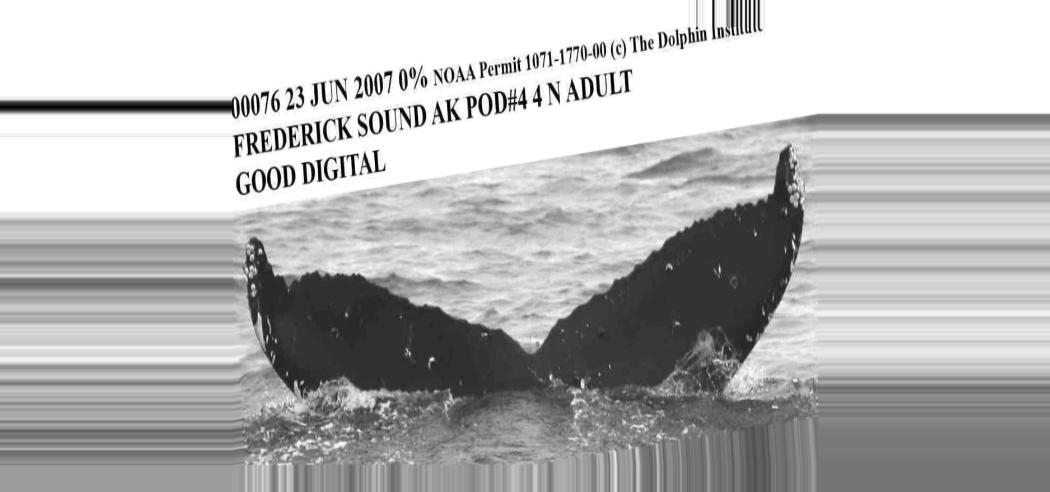 00076 23 JUN 2007 0% NOAA Permit 1071-1770-00 (c) The Dolphin Institute
FREDERICK SOUND AK POD#4 4 N ADULT
GOOD DIGITAL